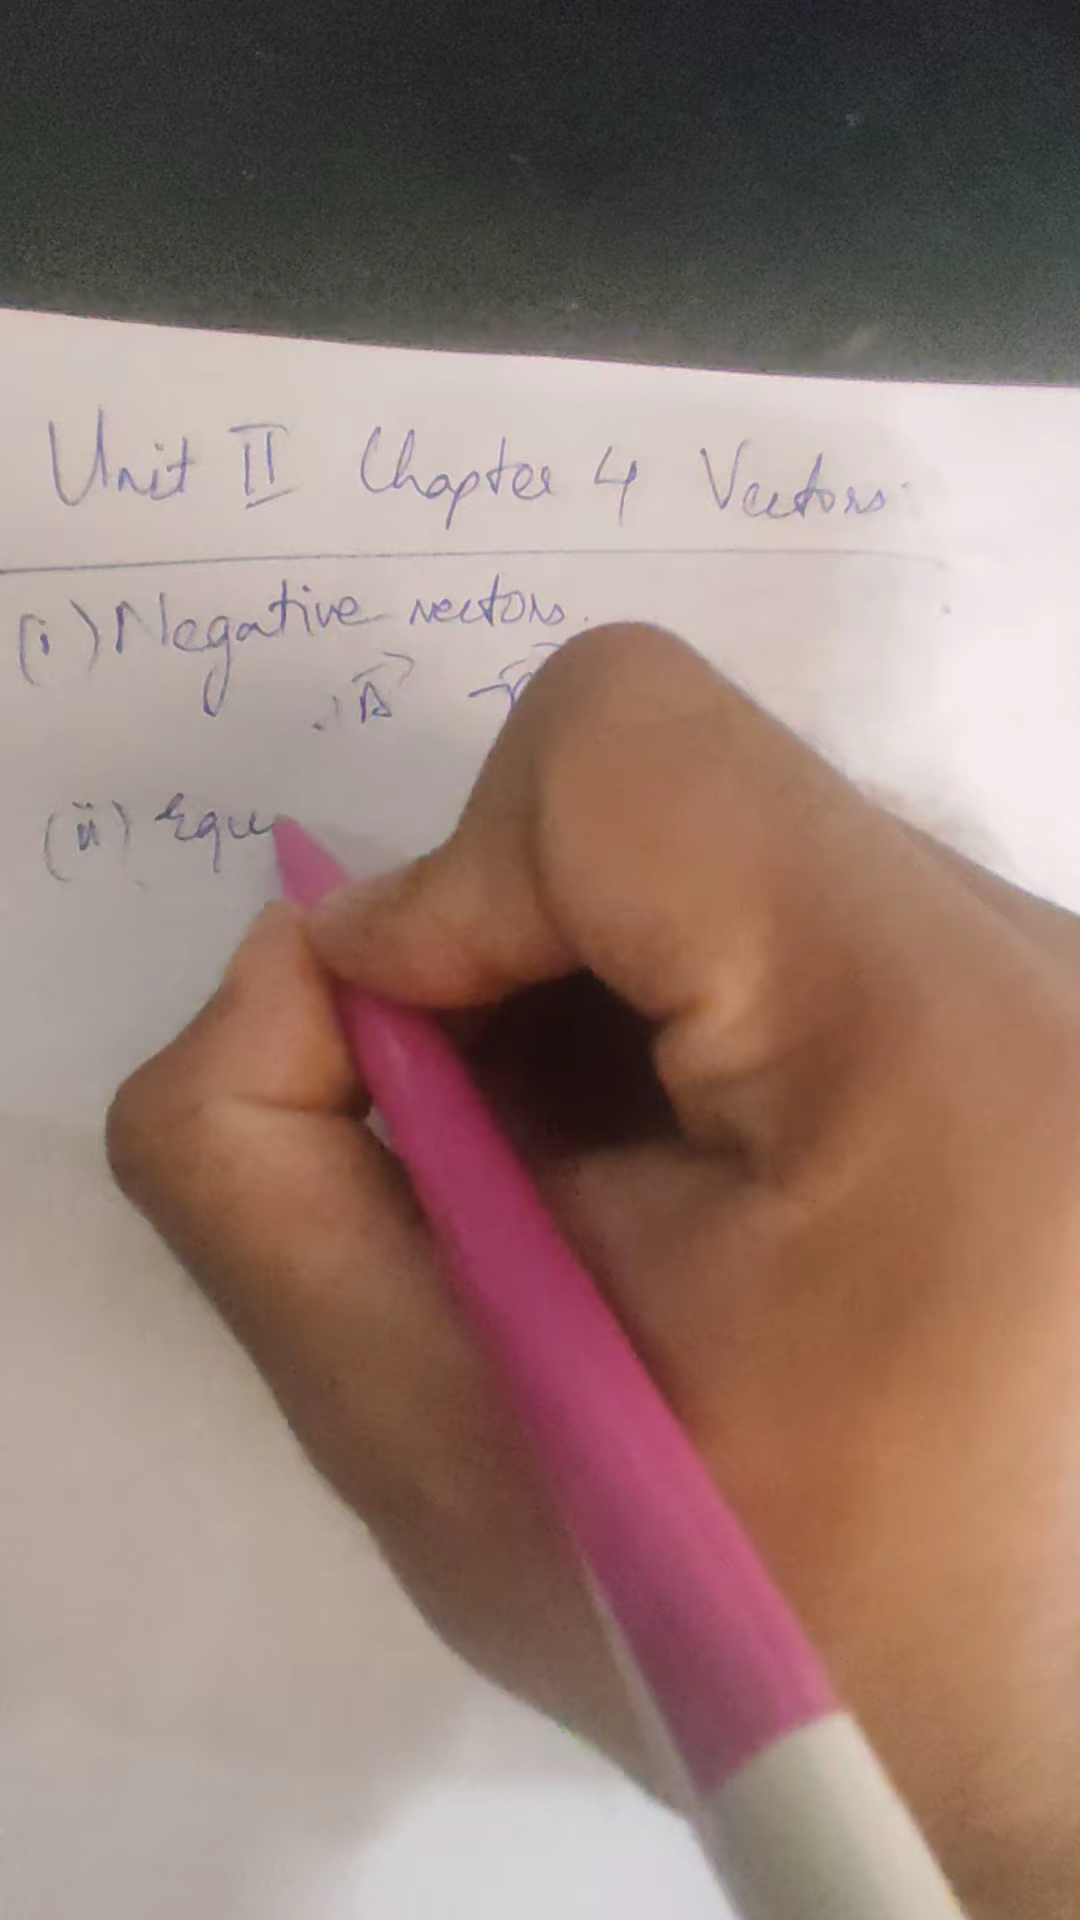 Unit II Chapter 4 Vectors.
(i) Negative vectors.
A
(ii) Equ